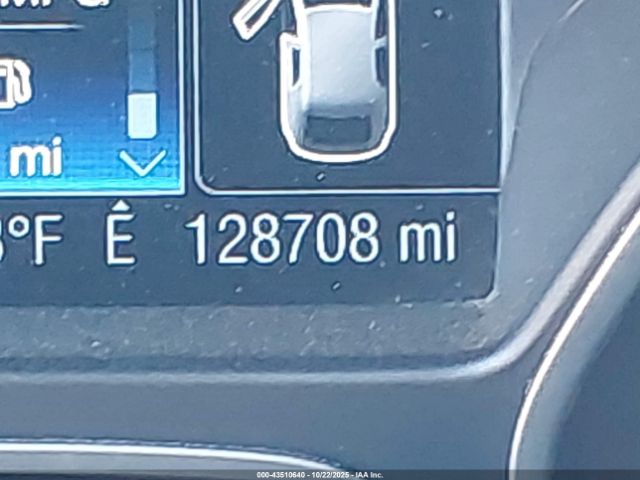 mi
°F Ê 128708 mi
000-43510640 - 10/22/2025 - IAA Inc.